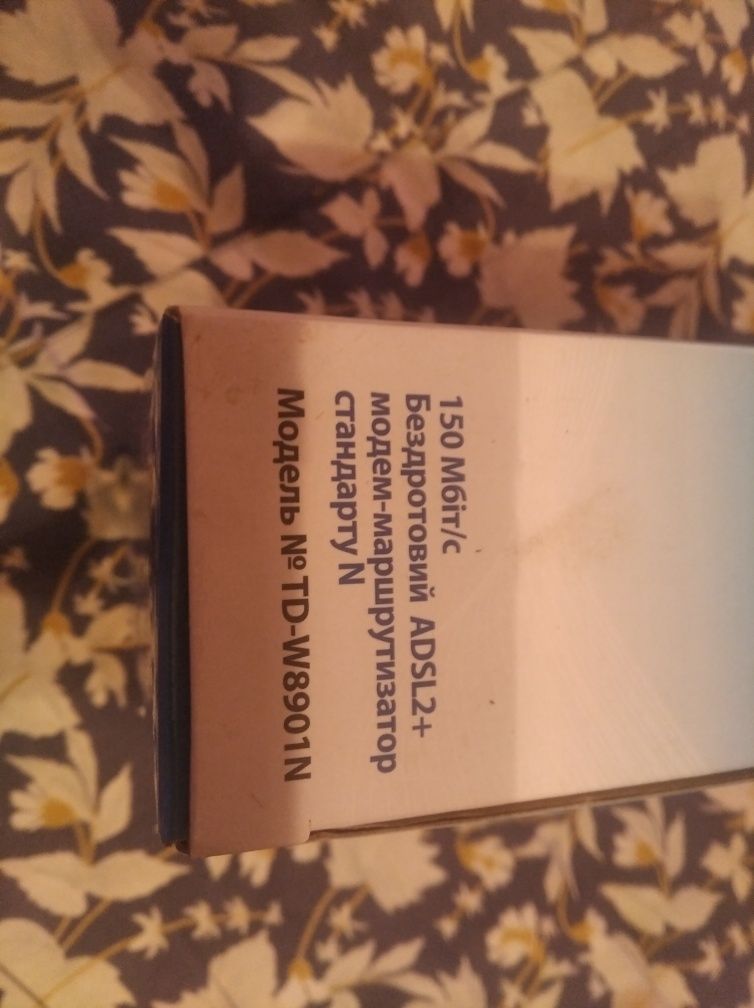 150 Мбіт/с
Бездротовий ADSL2+
модем-маршрутизатор
стандарту N
Модель № TD-W8901N